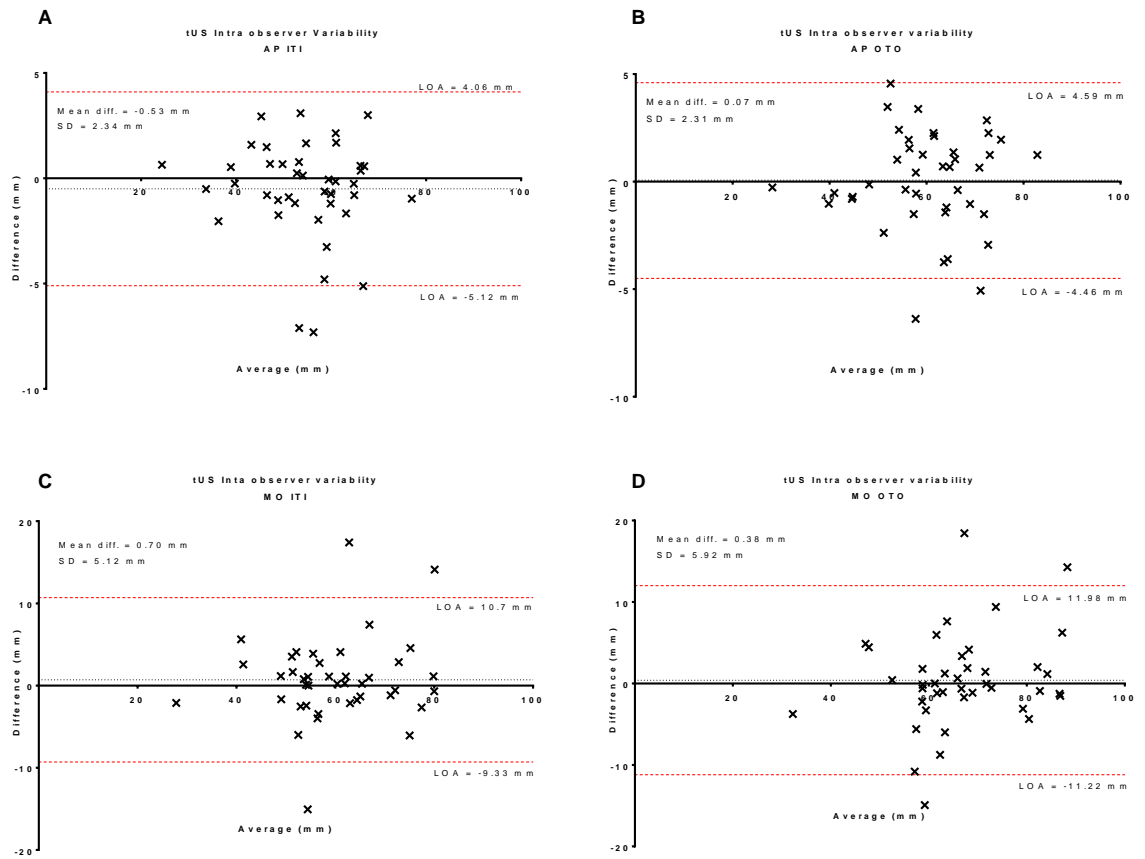 A
tUS Intra observer Variability
AP ITI
5
LOA = 4.06 mm
Mean diff. = -0.53 mm
SD = 2.34 mm
0
20
40
60
80
100
-5
LOA = -5.12 mm
-10
Difference (mm)
Average (mm)
B
tUS Intra observer Variability
AP OTO
5
LOA = 4.59 mm
Mean diff. = 0.07 mm
SD = 2.31 mm
0
20
40
60
80
100
-5
LOA = -4.46 mm
-10
Difference (mm)
Average (mm)
C
tUS Intra observer variability
MO ITI
20
Mean diff. = 0.70 mm
SD = 5.12 mm
10
LOA = 10.7 mm
0
20
40
60
80
100
-10
LOA = -9.33 mm
-20
Difference (mm)
Average (mm)
D
tUS Intra observer variability
MO OTO
20
Mean diff. = 0.38 mm
SD = 5.92 mm
10
LOA = 11.98 mm
0
20
40
60
80
100
-10
LOA = -11.22 mm
-20
Difference (mm)
Average (mm)